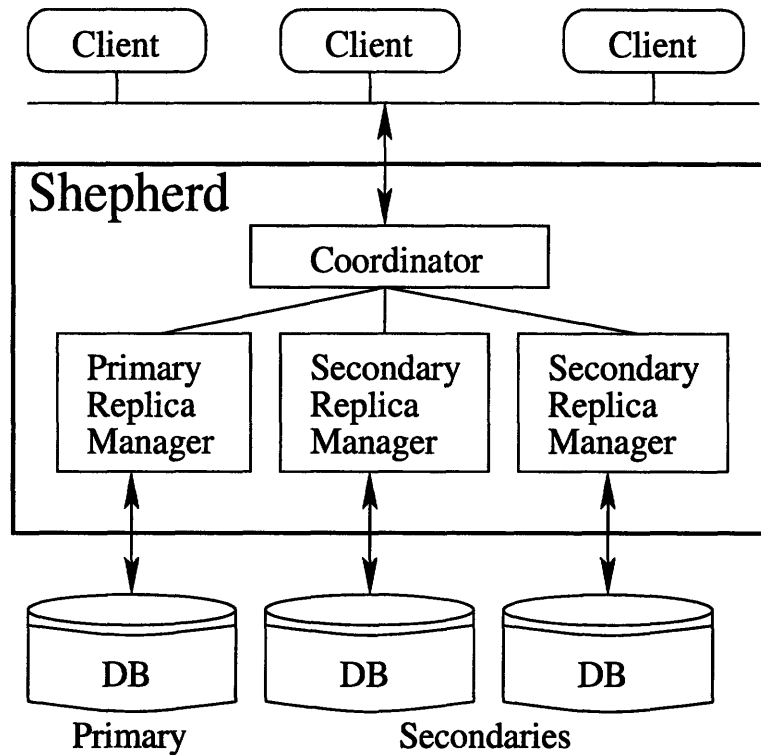 Client
Client
Client
Shepherd
Coordinator
Primary
Replica
Manager
Secondary
Replica
Manager
Secondary
Replica
Manager
DB
DB
DB
Primary
Secondaries